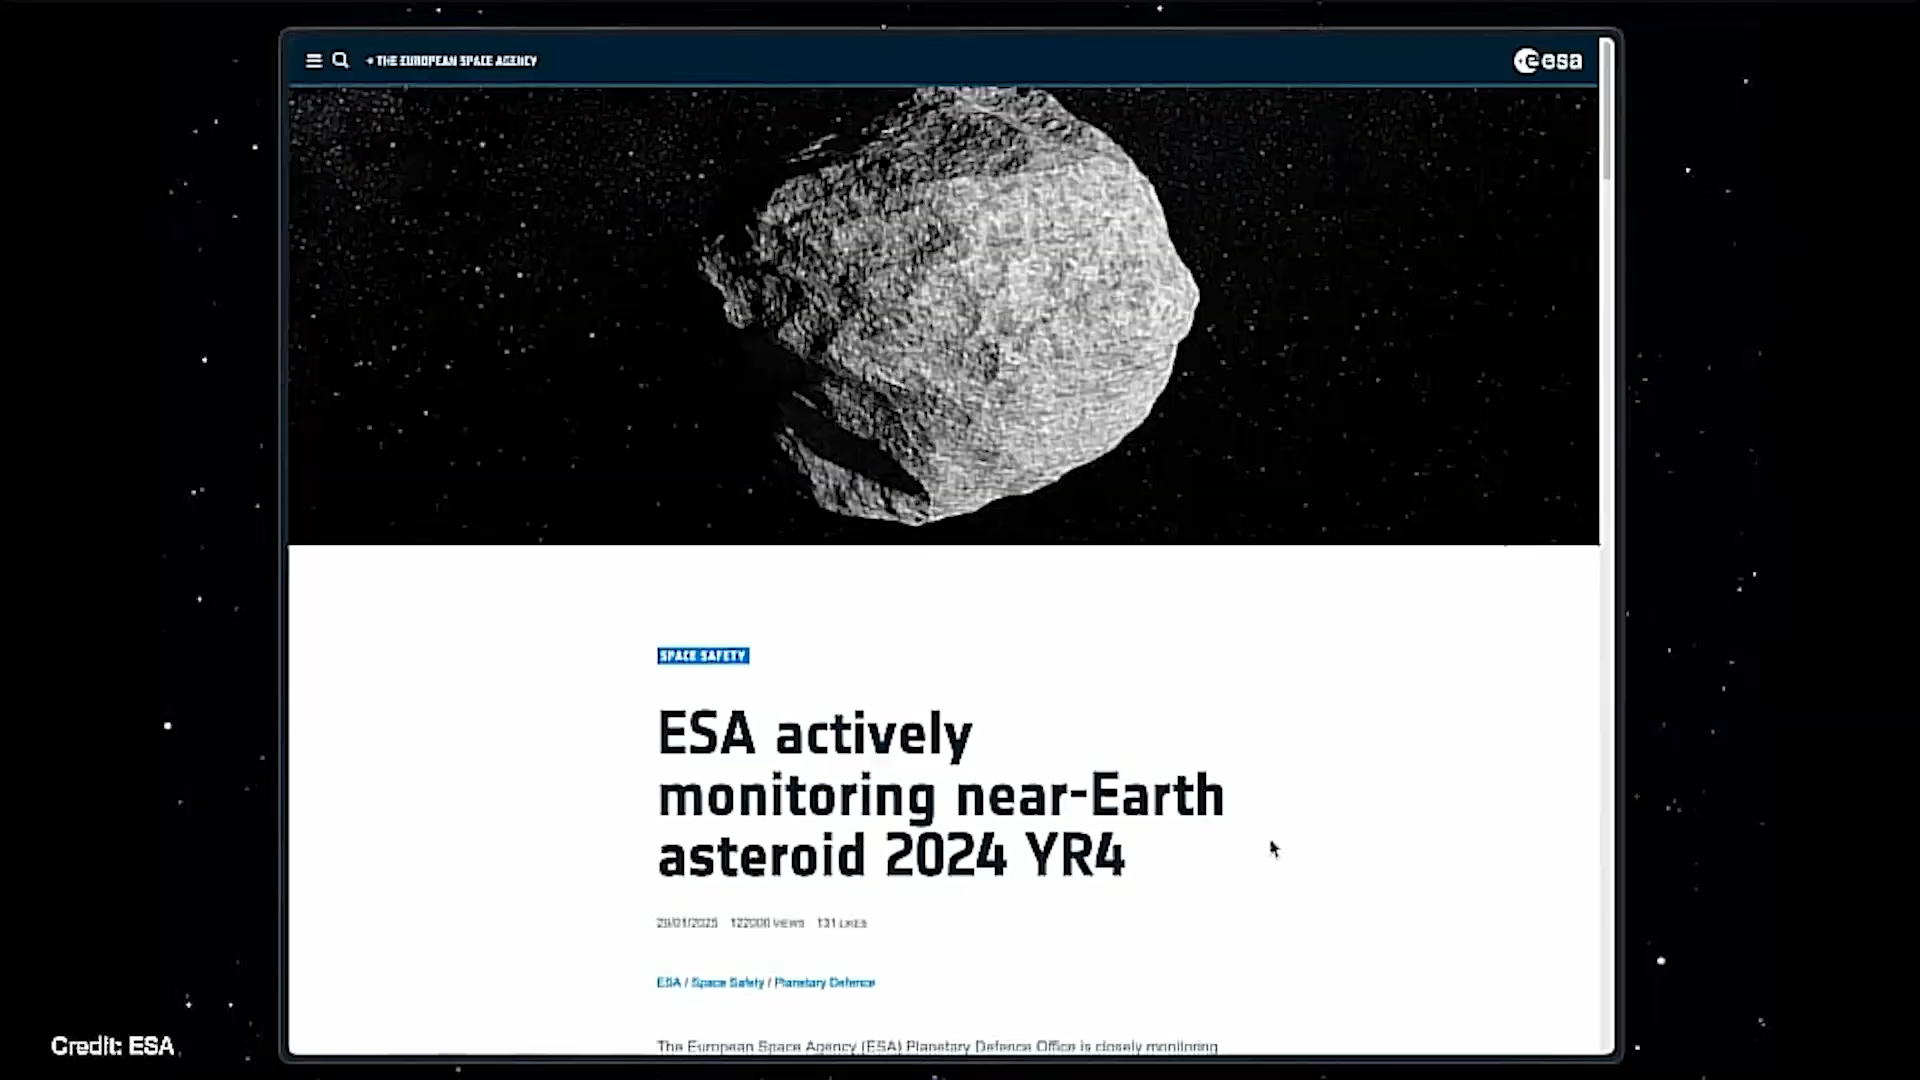 THE EUROPEAN SPACE AGENCY
esa
SPACE SAFETY
ESA actively
monitoring near-Earth
asteroid 2024 YR4
29/01/2025 122000 VIEWS 131 LIKES
ESA / Space Safety / Planetary Defence
The European Space Agency (ESA) Planetary Defence Office is closely monitoring
Credit: ESA